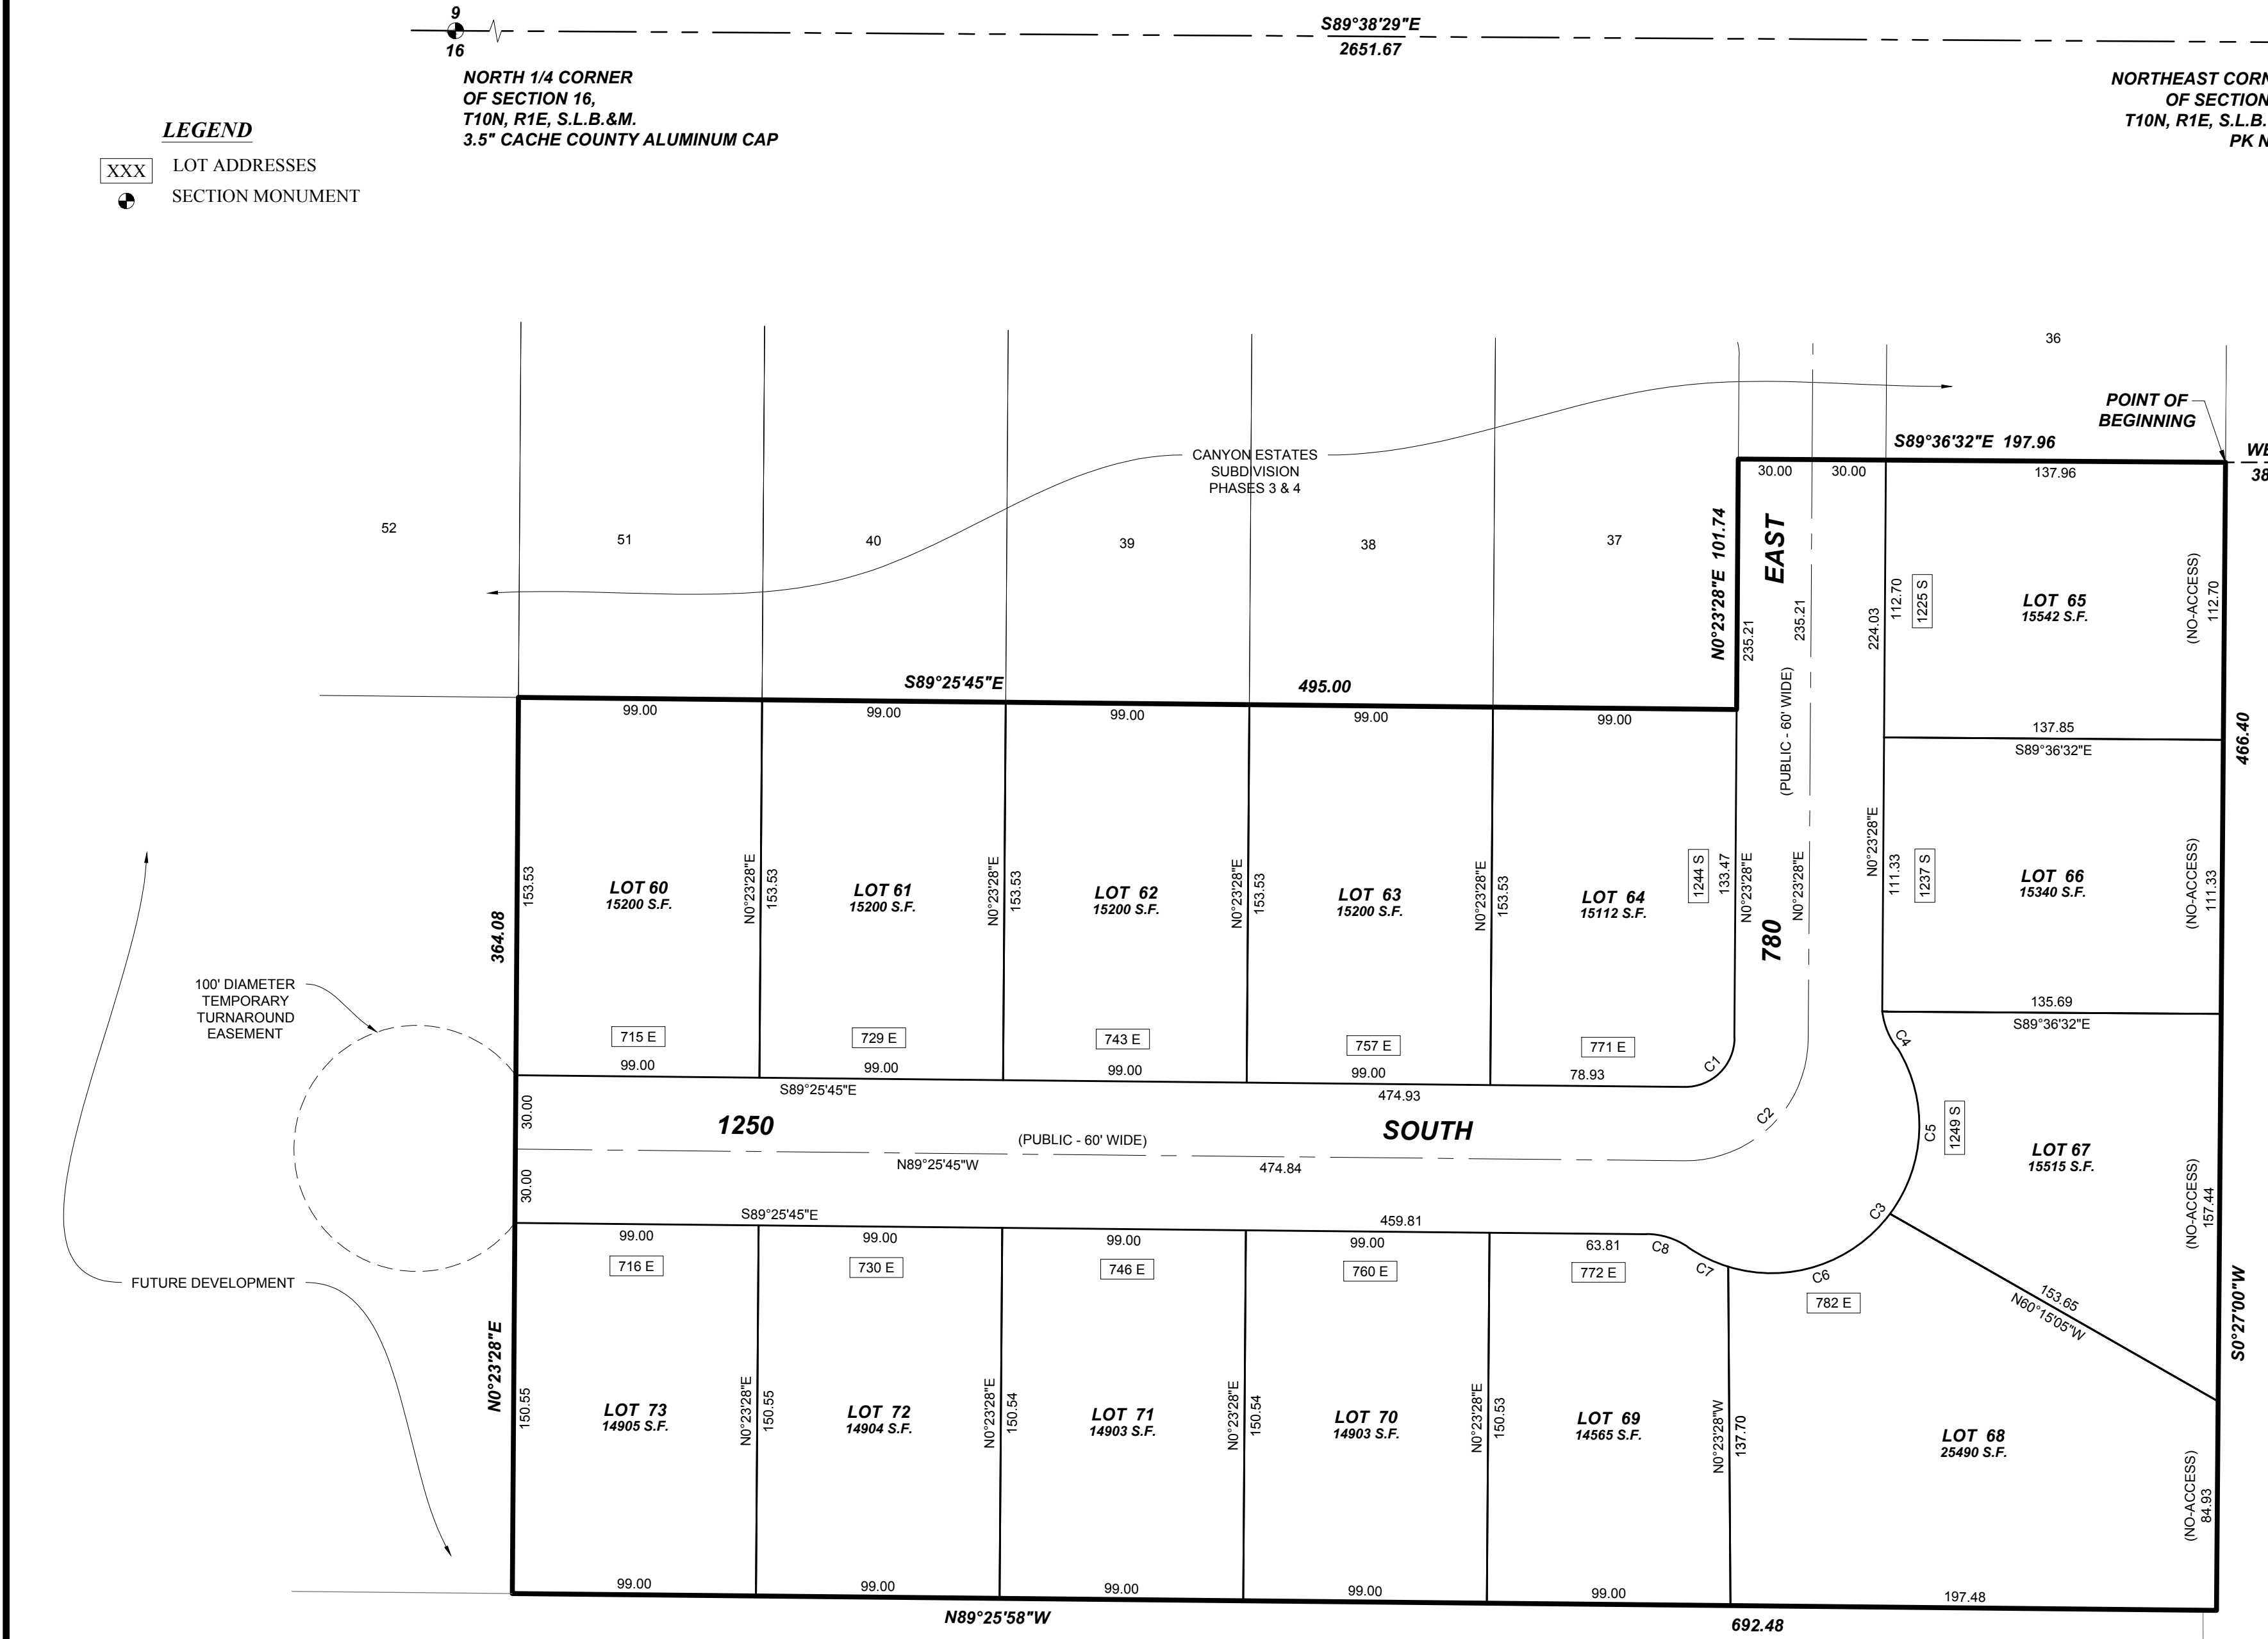 9
16
S89°38'29"E
2651.67
NORTH 1/4 CORNER
OF SECTION 16,
T10N, R1E, S.L.B.&M.
3.5" CACHE COUNTY ALUMINUM CAP
NORTHEAST CORN
OF SECTION
T10N, R1E, S.L.B.
PK N
LEGEND
XXX LOT ADDRESSES
SECTION MONUMENT
36
POINT OF
BEGINNING
S89°36'32"E 197.96
WE
38
CANYON ESTATES
SUBDIVISION
PHASES 3 & 4
52
51
40
39
38
37
30.00
30.00
137.96
N0°23'28"E 101.74
EAST
780
(PUBLIC - 60' WIDE)
235.21
235.21
224.03
N0°23'28"E
N0°23'28"E
N0°23'28"E
112.70
1225 S
LOT 65
15542 S.F.
(NO-ACCESS)
112.70
137.85
S89°36'32"E
466.40
111.33
1237 S
LOT 66
15340 S.F.
(NO-ACCESS)
111.33
135.69
S89°36'32"E
S89°25'45"E
495.00
99.00
99.00
99.00
99.00
99.00
364.08
153.53
LOT 60
15200 S.F.
N0°23'28"E
153.53
LOT 61
15200 S.F.
N0°23'28"E
153.53
LOT 62
15200 S.F.
N0°23'28"E
153.53
LOT 63
15200 S.F.
N0°23'28"E
153.53
LOT 64
15112 S.F.
1244 S
133.47
100' DIAMETER
TEMPORARY
TURNAROUND
EASEMENT
715 E
729 E
743 E
757 E
771 E
99.00
99.00
99.00
99.00
78.93
C1
S89°25'45"E
474.93
30.00
1250
SOUTH
(PUBLIC - 60' WIDE)
C2
N89°25'45"W
474.84
30.00
C4
C5
1249 S
LOT 67
15515 S.F.
(NO-ACCESS)
157.44
C3
S89°25'45"E
459.81
99.00
99.00
99.00
99.00
63.81
C8
C7
C6
716 E
730 E
746 E
760 E
772 E
782 E
153.65
N60°15'05"W
S0°27'00"W
FUTURE DEVELOPMENT
N0°23'28"E
150.55
LOT 73
14905 S.F.
N0°23'28"E
150.55
LOT 72
14904 S.F.
N0°23'28"E
150.54
LOT 71
14903 S.F.
N0°23'28"E
150.54
LOT 70
14903 S.F.
N0°23'28"E
150.53
LOT 69
14565 S.F.
N0°23'28"W
137.70
LOT 68
25490 S.F.
(NO-ACCESS)
84.93
99.00
99.00
99.00
99.00
99.00
197.48
N89°25'58"W
692.48